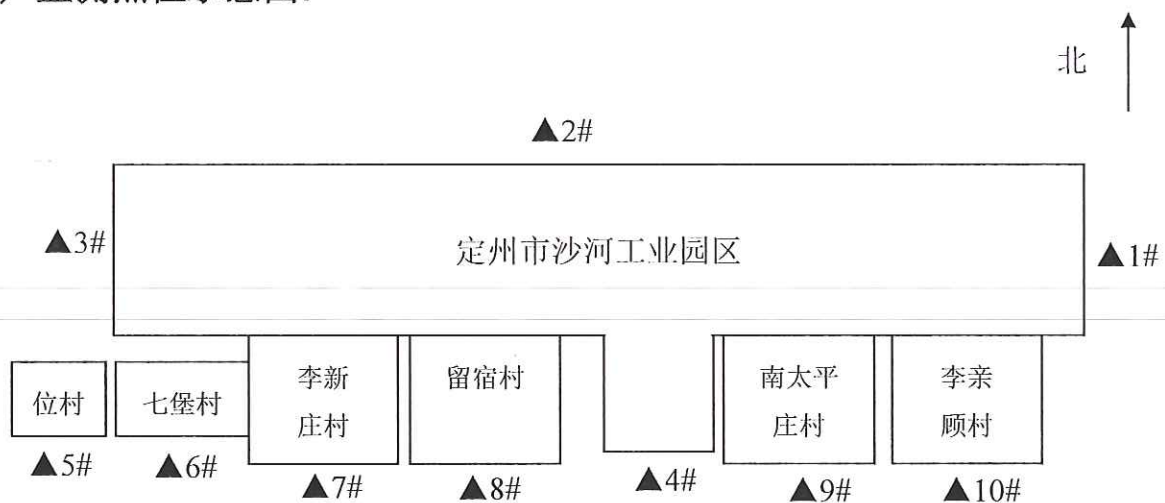 北
▲2#
▲3#
定州市沙河工业园区
▲1#
位村
七堡村
李新
庄村
留宿村
南太平
庄村
李亲
顾村
▲5#
▲6#
▲7#
▲8#
▲4#
▲9#
▲10#